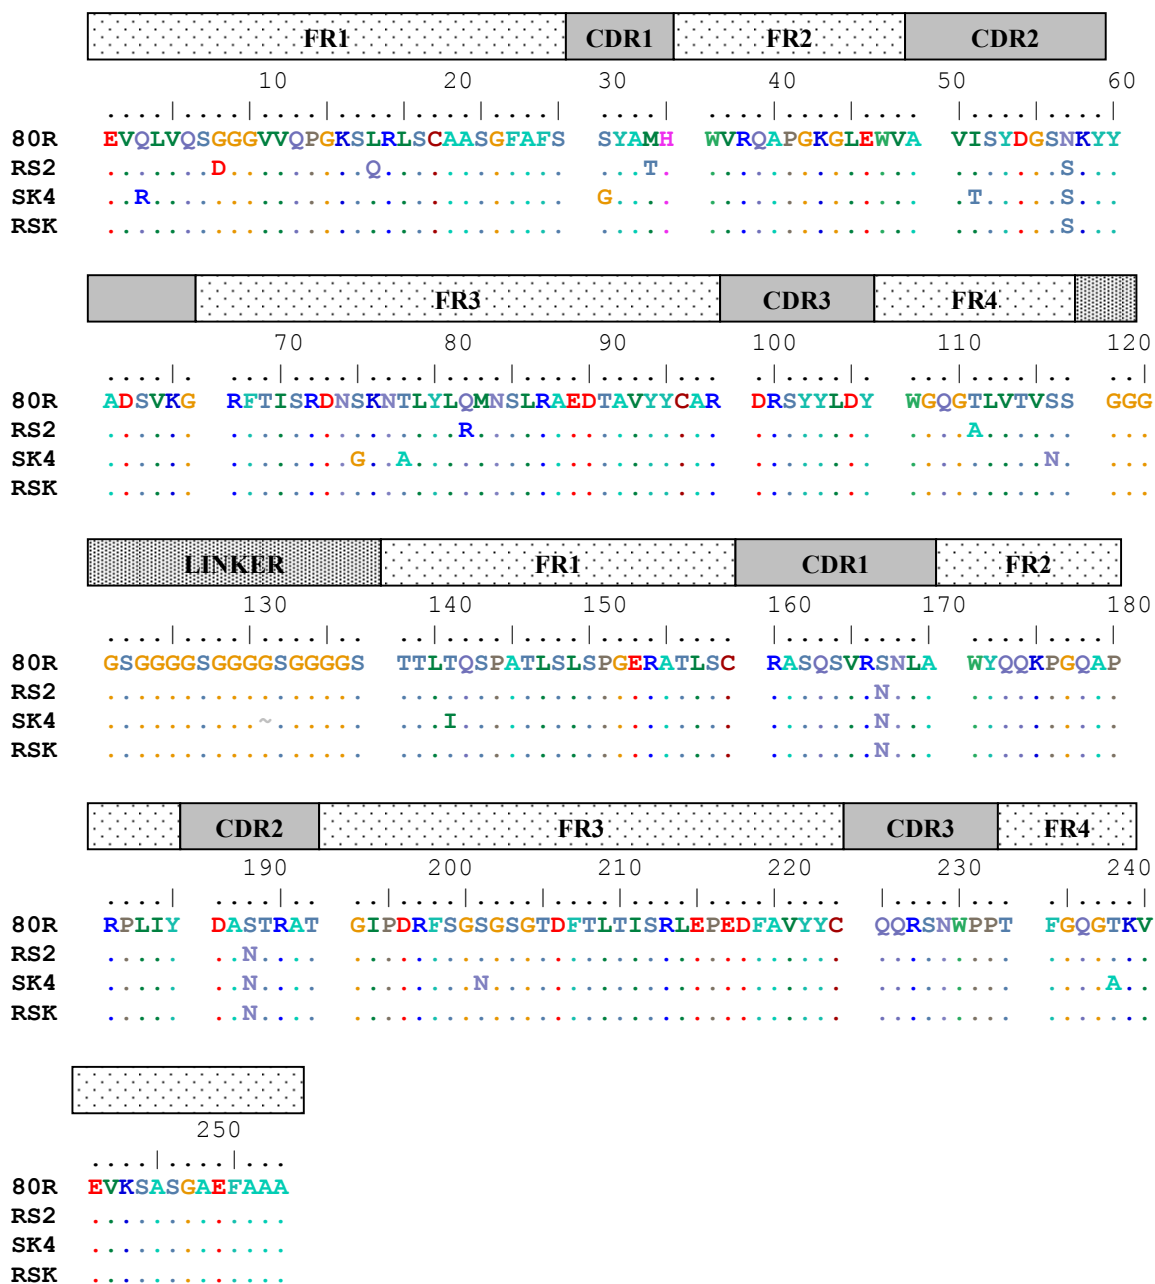 FR1 CDR1 FR2 CDR2
10 20 30 40 50 60
....|....|....|....|....|....| ....| ....|....|.... |....|....|
80R EVQLVQSGGGVVQPGKSLRLSCAASGFAFS SYAMH WVRQAPGKGLEWVA VISYDGSNKYY
RS2 .......D.........Q............ ...T. .............. .......S...
SK4 ..R........................... G.... .............. .T.....S...
RSK .............................. ..... .............. .......S...
FR3 CDR3 FR4
70 80 90 100 110 120
....|. ...|....|....|....|....|....|... .|....|. ...|....|.. ..|
80R ADSVKG RFTISRDNSKNTLYLQMNSLRAEDTAVYYCAR DRSYYLDY WGQGTLVTVSS GGG
RS2 ...... ...............R................ ........ ....A...... ...
SK4 ...... ........G..A.................... ........ .........N. ...
RSK ...... ................................ ........ ........... ...
LINKER FR1 CDR1 FR2
130 140 150 160 170 180
....|....|....|.. ..|....|....|....|.... |....|....| ....|....|
80R GSGGGGSGGGGSGGGGS TTLTQSPATLSLSPGERATLSC RASQSVRSNLA WYQQKPGQAP
RS2 ................. ...................... .......N... ..........
SK4 ..........~...... ...I.................. .......N... ..........
RSK ................. ...................... .......N... ..........
CDR2 FR3 CDR3 FR4
190 200 210 220 230 240
....| ....|.. ..|....|....|....|....|....|.... |....|... .|....|
80R RPLIY DASTRAT GIPDRFSGSGSGTDFTLTISRLEPEDFAVYYC QQRSNWPPT FGQGTKV
RS2 ..... ..N.... ................................ ......... .......
SK4 ..... ..N.... ........N....................... ......... ....A..
RSK ..... ..N.... ................................ ......... .......
250
....|....|...
80R EVKSASGAEFAAA
RS2 .............
SK4 .............
RSK .............